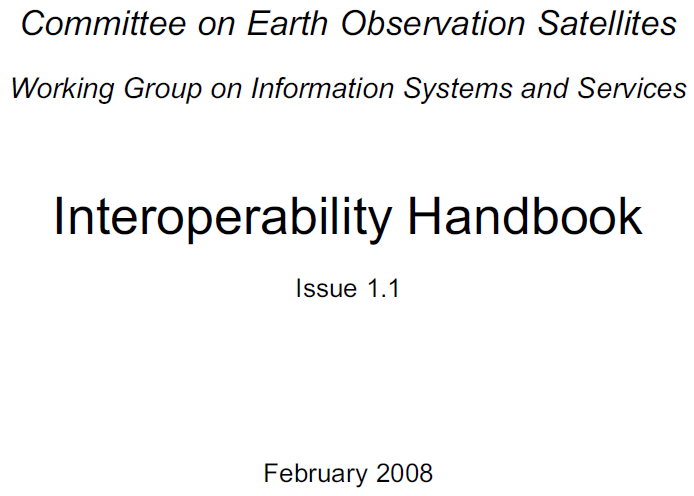 Committee on Earth Observation Satellites
Working Group on Information Systems and Services
Interoperability Handbook
Issue 1.1
February 2008